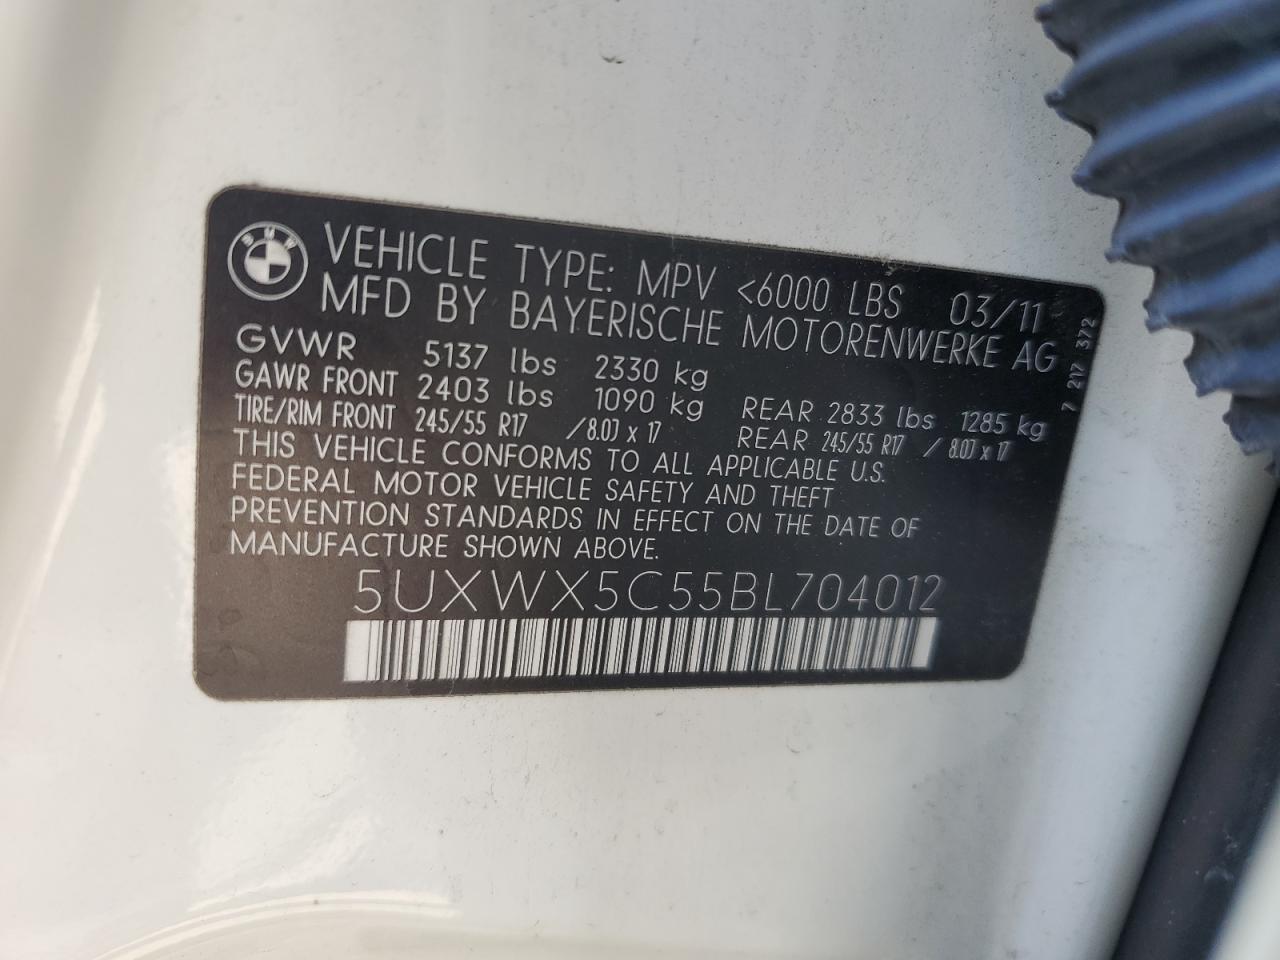 BMW
VEHICLE TYPE: MPV <6000 LBS 03/11
MFD BY BAYERISCHE MOTORENWERKE AG
GVWR 5137 lbs 2330 kg
GAWR FRONT 2403 lbs 1090 kg REAR 2833 lbs 1285 kg
TIRE/RIM FRONT 245/55 R17 /8.0J x 17 REAR 245/55 R17 /8.0J x 17
THIS VEHICLE CONFORMS TO ALL APPLICABLE U.S.
FEDERAL MOTOR VEHICLE SAFETY AND THEFT
PREVENTION STANDARDS IN EFFECT ON THE DATE OF
MANUFACTURE SHOWN ABOVE.
5UXWX5C55BL704012
7 217 372